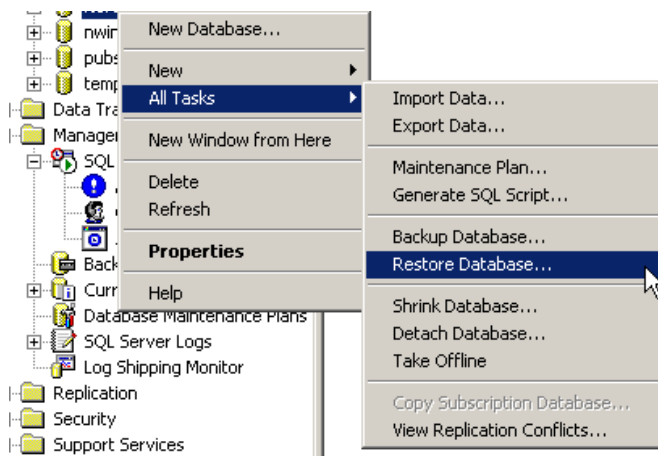 nwin
pubs
temp
Data Tra
Manage
SQL
Back
Curr
Database Maintenance Plans
SQL Server Logs
Log Shipping Monitor
Replication
Security
Support Services
New Database...
New
All Tasks
New Window from Here
Delete
Refresh
Properties
Help
Import Data...
Export Data...
Maintenance Plan...
Generate SQL Script...
Backup Database...
Restore Database...
Shrink Database...
Detach Database...
Take Offline
Copy Subscription Database...
View Replication Conflicts...